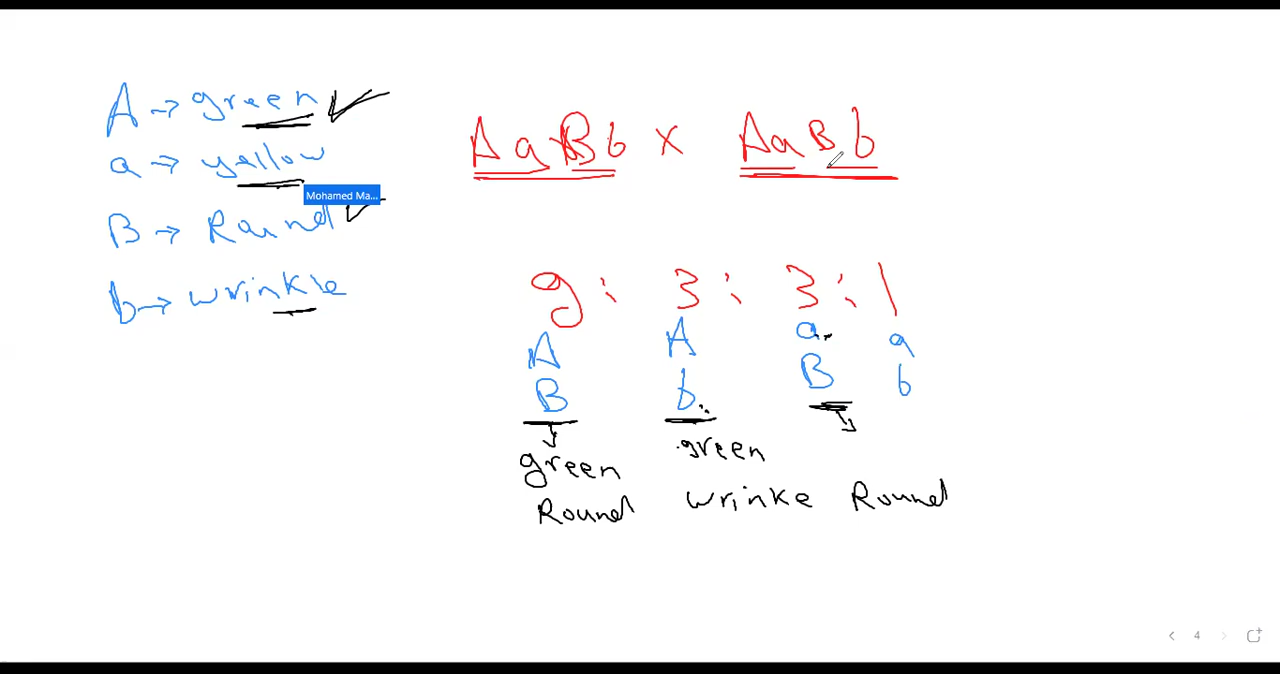 A → green
a → yellow
Mohamed Ma...
B → Round
b → wrinkle
AaBb x AaBb
9 : 3 : 3 : 1
A A a a
B b B b
green green
Round wrinke Round
4